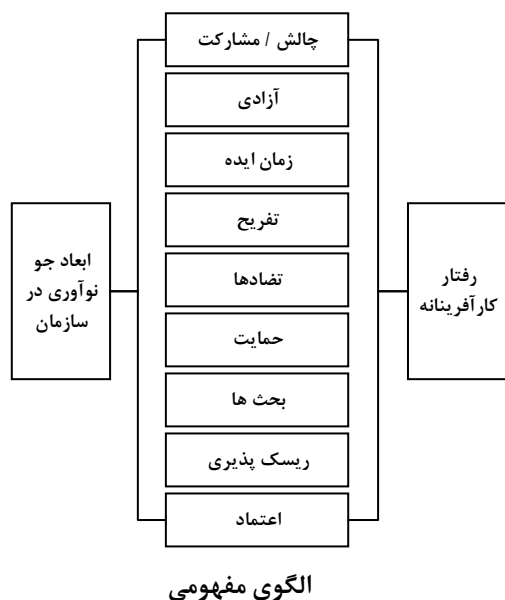 چالش / مشارکت
آزادی
زمان ایده
تفریح
تضادها
حمایت
بحث ها
ریسک پذیری
اعتماد
رفتار
کارآفرینانه
ابعاد جو
نوآوری در
سازمان
الگوی مفهومی